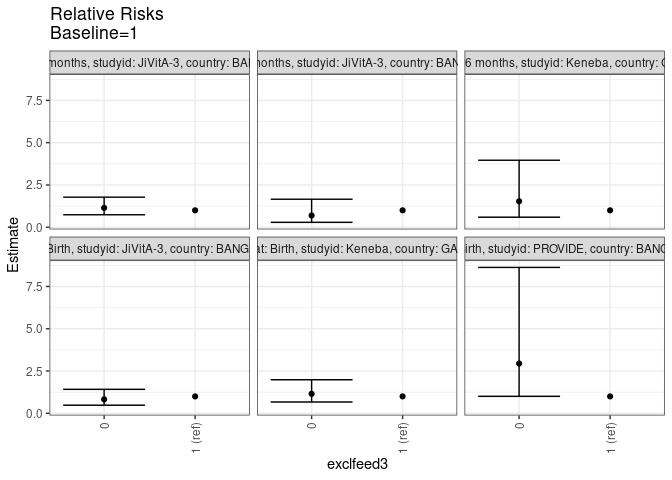 Relative Risks
Baseline=1
months, studyid: JiVitA-3, country: BAN
months, studyid: JiVitA-3, country: BAN
6 months, studyid: Keneba, country:
7.5
5.0
2.5
0.0
Birth, studyid: JiVitA-3, country: BANG
at: Birth, studyid: Keneba, country: GA
irth, studyid: PROVIDE, country: BANG
7.5
5.0
2.5
0.0
Estimate
0
1 (ref)
0
1 (ref)
0
1 (ref)
exclfeed3